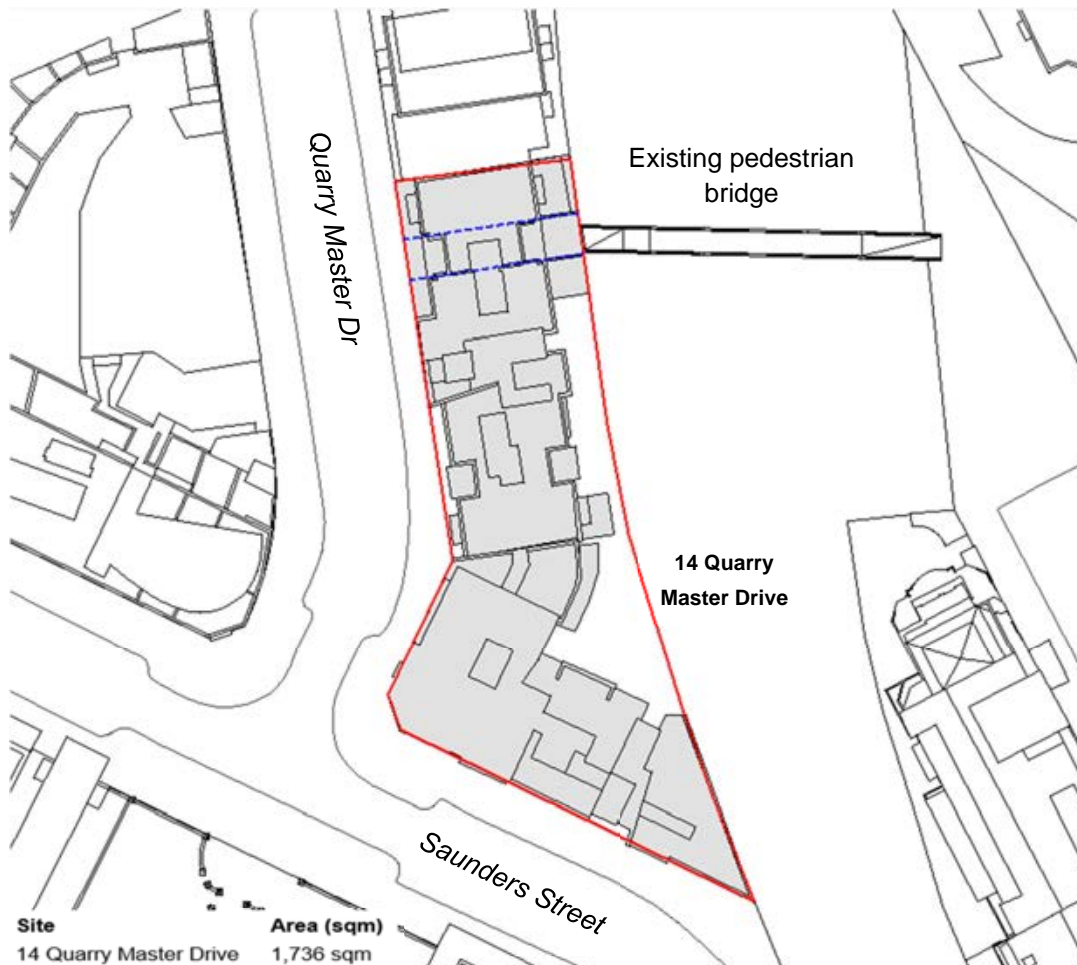 Quarry Master Dr
Existing pedestrian
bridge
14 Quarry
Master Drive
Saunders Street
Site Area (sqm)
14 Quarry Master Drive 1,736 sqm